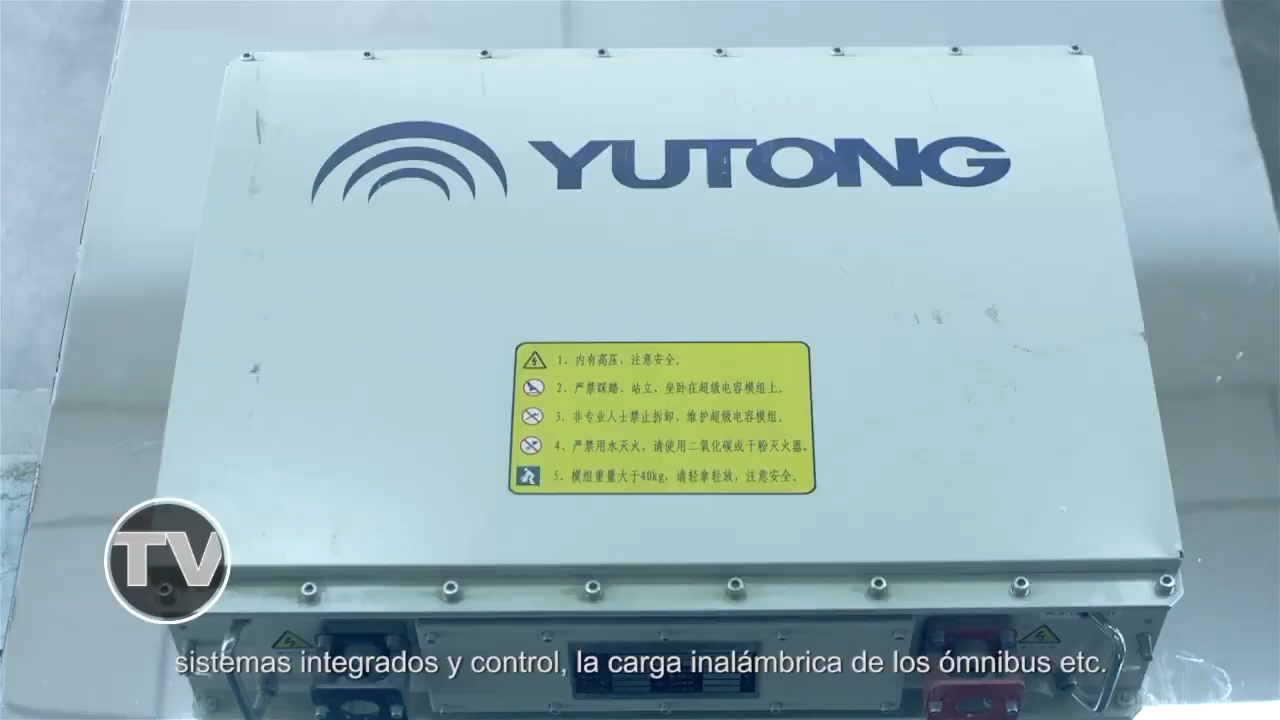 YUTONG
1、内有高压，注意安全。
2、严禁踩踏、站立、坐卧在超级电容模组上。
3、非专业人士禁止拆卸、维护超级电容模组。
4、严禁用水灭火，请使用二氧化碳或干粉灭火器。
5、模组重量大于40kg，请轻拿轻放，注意安全。
TV
sistemas integrados y control, la carga inalámbrica de los ómnibus etc.